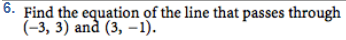 6. Find the equation of the line that passes through
(−3, 3) and (3, −1).